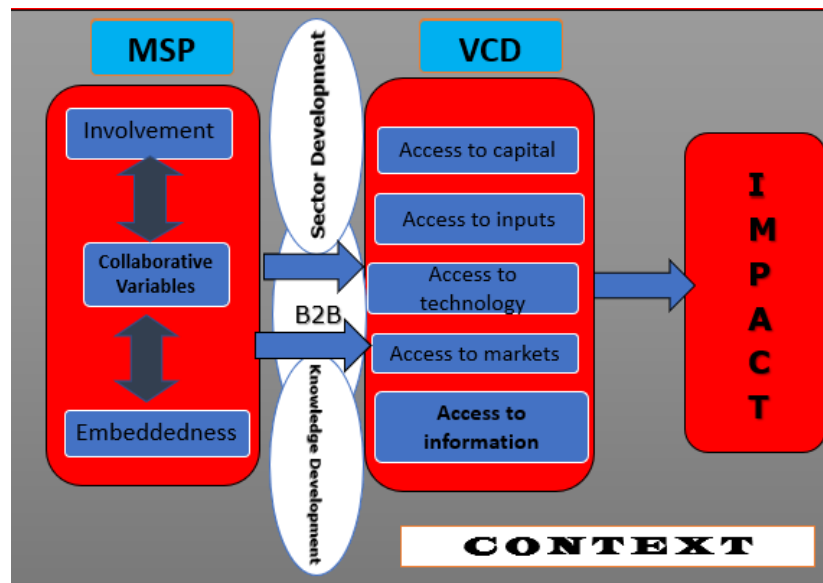 MSP
Involvement
Collaborative
Variables
Embeddedness
Sector Development
B2B
Knowledge Development
VCD
Access to capital
Access to inputs
Access to
technology
Access to markets
Access to
information
I
M
P
A
C
T
CONTEXT